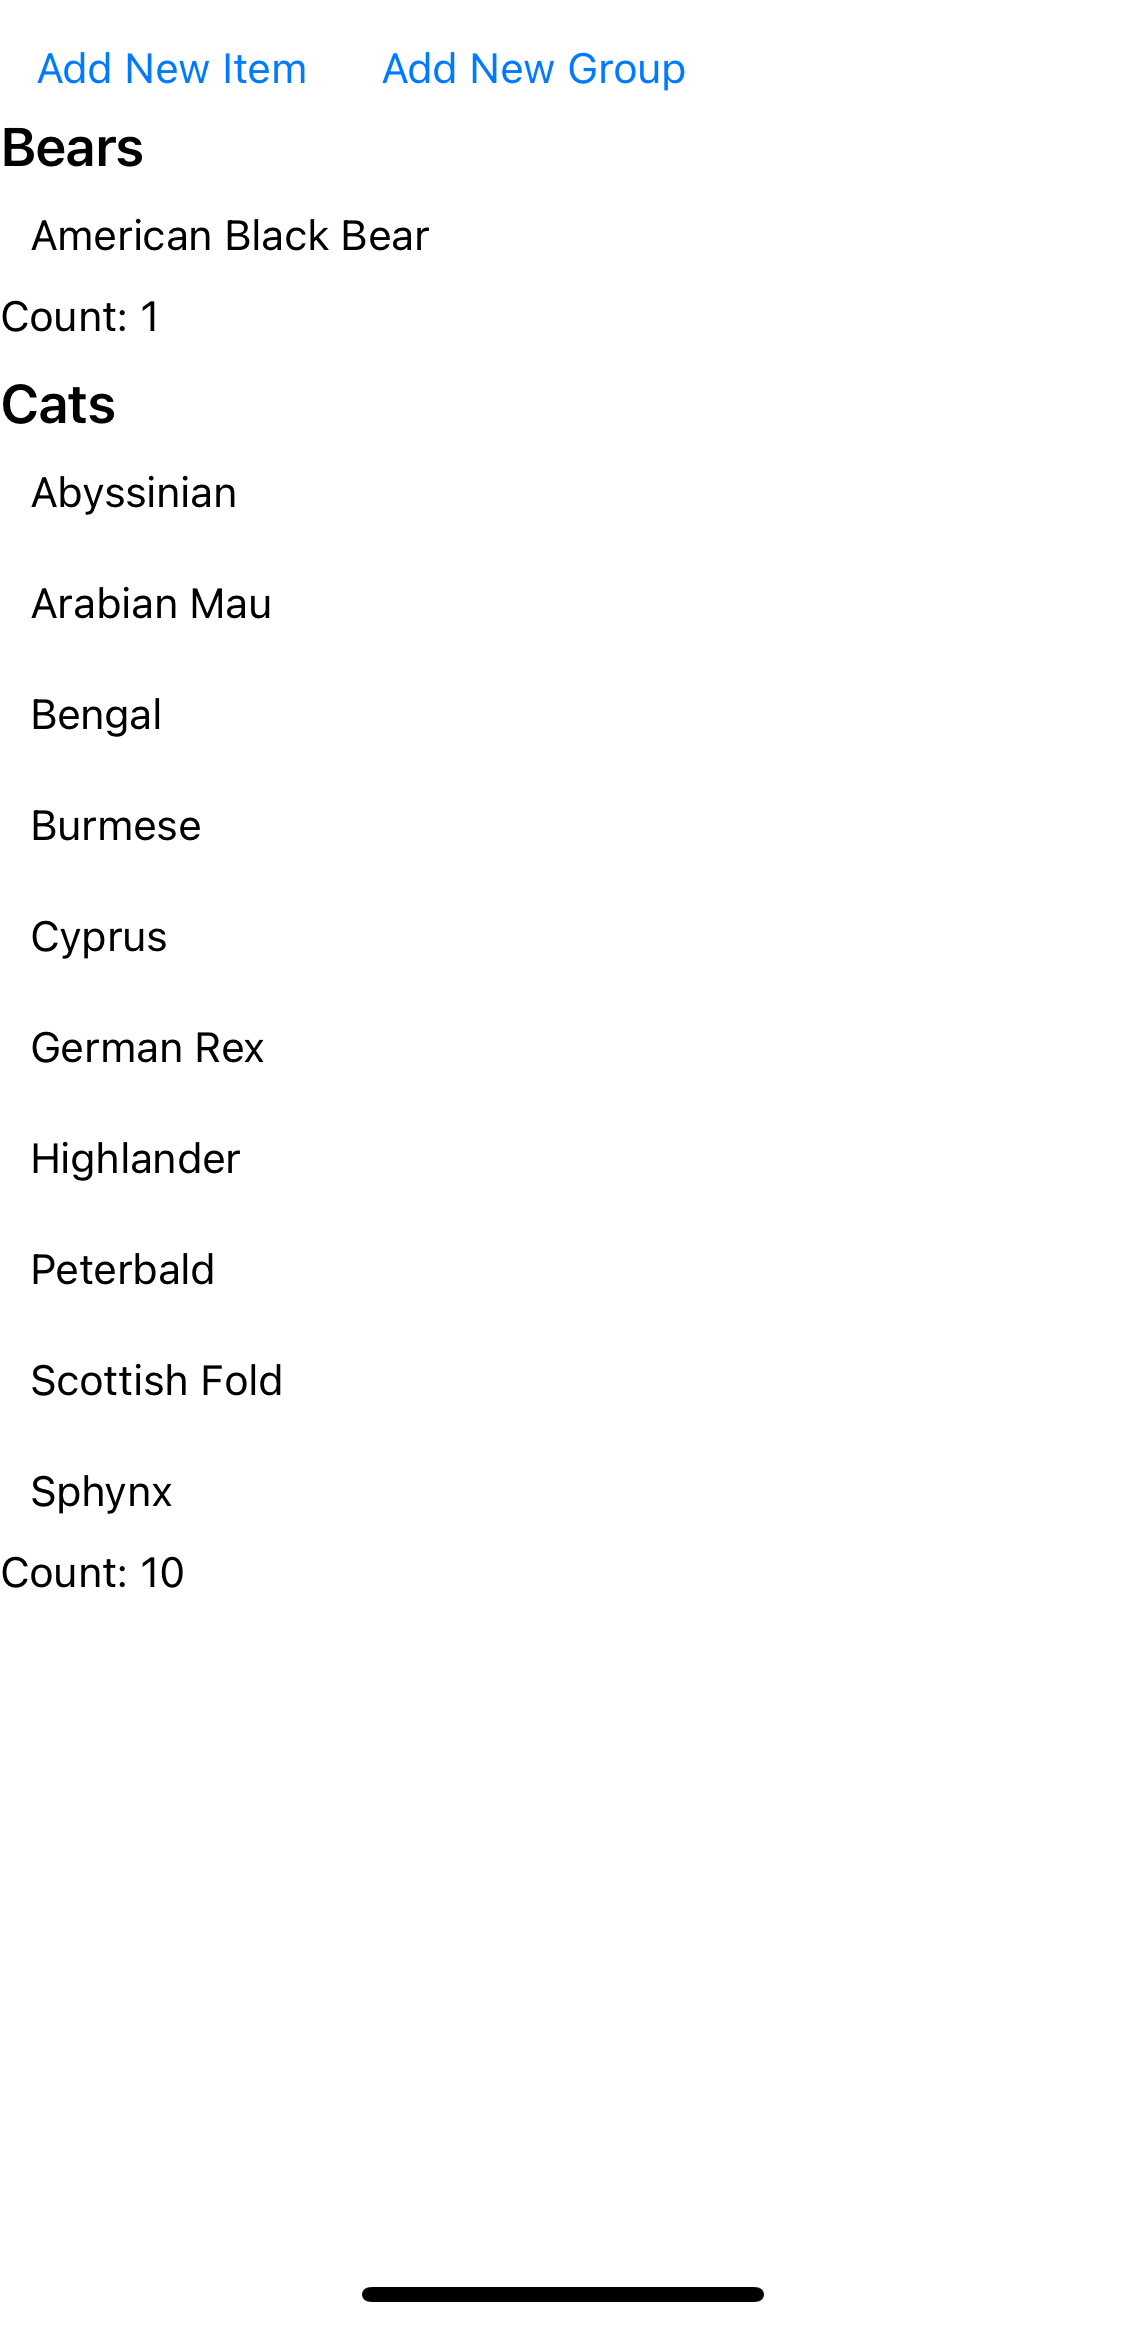 Add New Item Add New Group
Bears
American Black Bear
Count: 1
Cats
Abyssinian
Arabian Mau
Bengal
Burmese
Cyprus
German Rex
Highlander
Peterbald
Scottish Fold
Sphynx
Count: 10